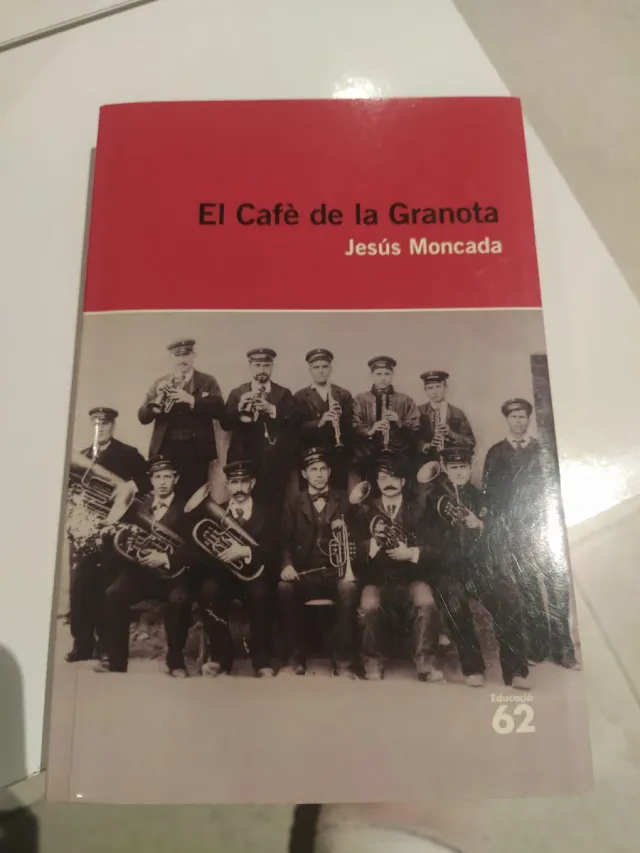 El Cafè de la Granota
Jesús Moncada
Educació
62